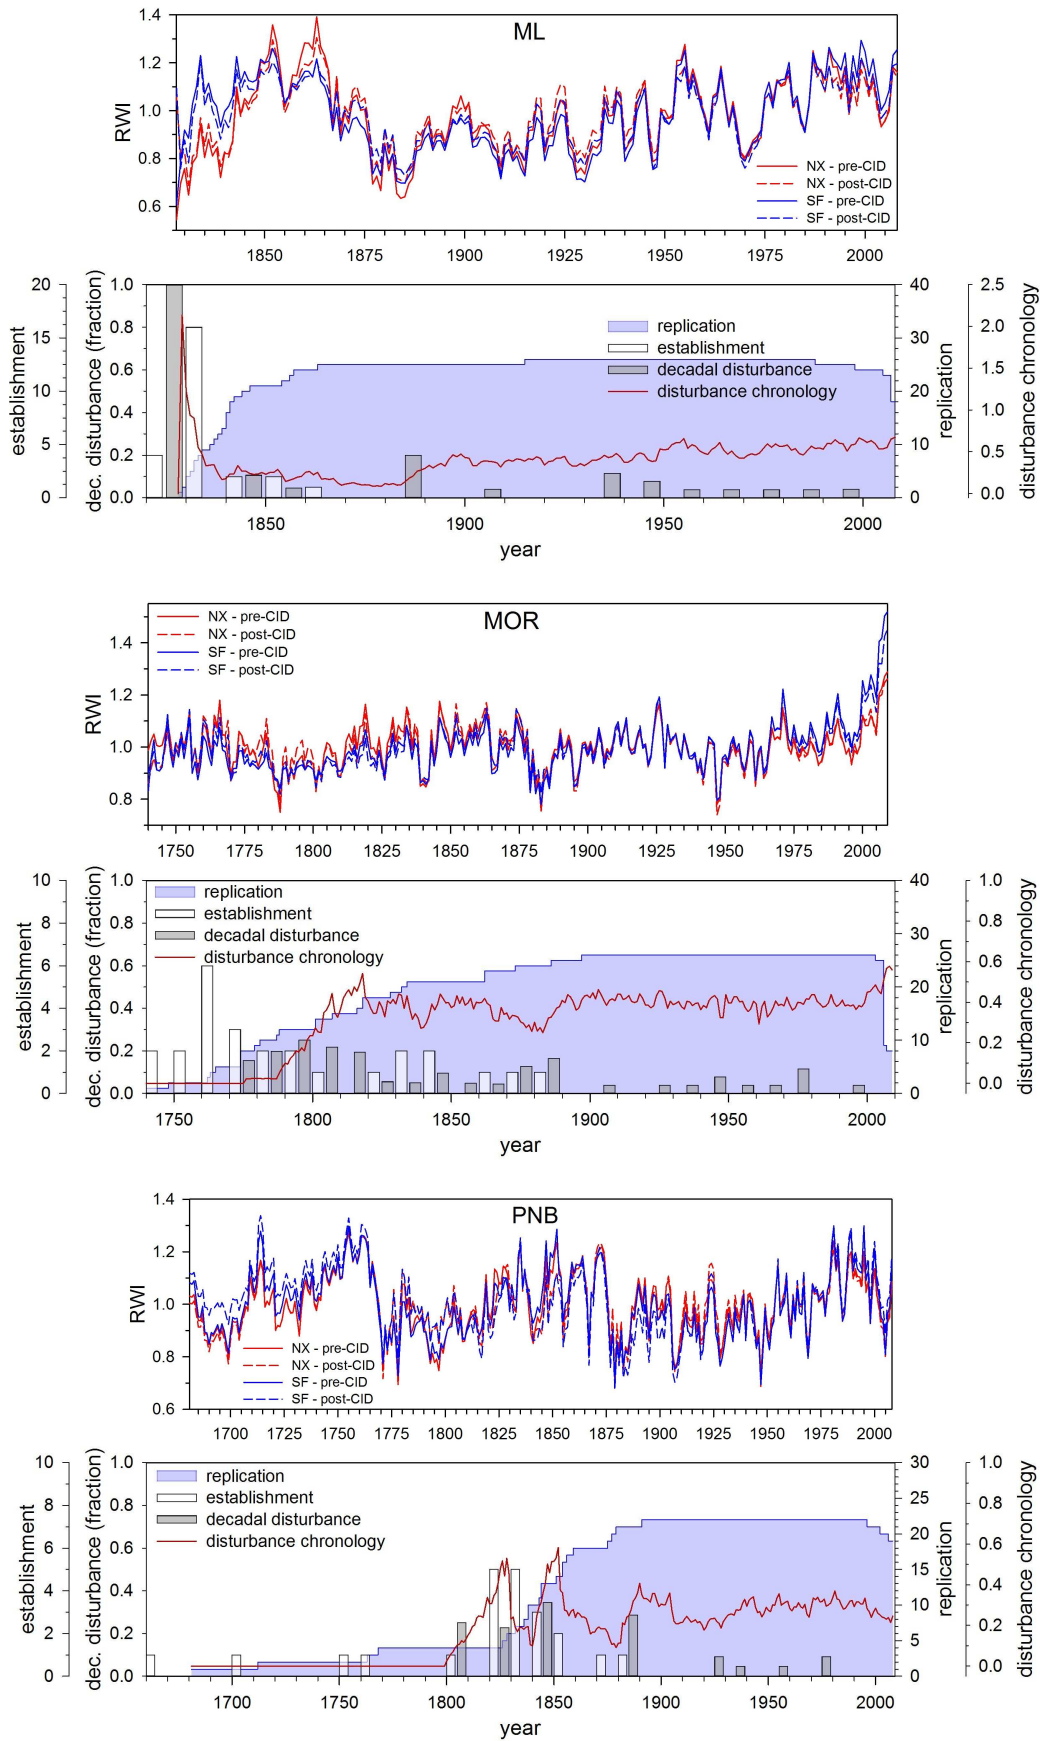 ML
1.4
1.2
1.0
0.8
0.6
RWI
NX - pre-CID
NX - post-CID
SF - pre-CID
SF - post-CID
1850 1875 1900 1925 1950 1975 2000
establishment
20
15
10
5
0
dec. disturbance (fraction)
1.0
0.8
0.6
0.4
0.2
0.0
replication
establishment
decadal disturbance
disturbance chronology
40
30
20
10
0
replication
2.5
2.0
1.5
1.0
0.5
0.0
disturbance chronology
1850 1900 1950 2000
year
MOR
NX - pre-CID
NX - post-CID
SF - pre-CID
SF - post-CID
1.4
1.2
1.0
0.8
RWI
1750 1775 1800 1825 1850 1875 1900 1925 1950 1975 2000
establishment
10
8
6
4
2
0
dec. disturbance (fraction)
1.0
0.8
0.6
0.4
0.2
0.0
replication
establishment
decadal disturbance
disturbance chronology
40
30
20
10
0
replication
1.0
0.8
0.6
0.4
0.2
0.0
disturbance chronology
1750 1800 1850 1900 1950 2000
year
PNB
1.4
1.2
1.0
0.8
0.6
RWI
NX - pre-CID
NX - post-CID
SF - pre-CID
SF - post-CID
1700 1725 1750 1775 1800 1825 1850 1875 1900 1925 1950 1975 2000
establishment
10
8
6
4
2
0
dec. disturbance (fraction)
1.0
0.8
0.6
0.4
0.2
0.0
replication
establishment
decadal disturbance
disturbance chronology
30
25
20
15
10
5
0
replication
1.0
0.8
0.6
0.4
0.2
0.0
disturbance chronology
1700 1750 1800 1850 1900 1950 2000
year